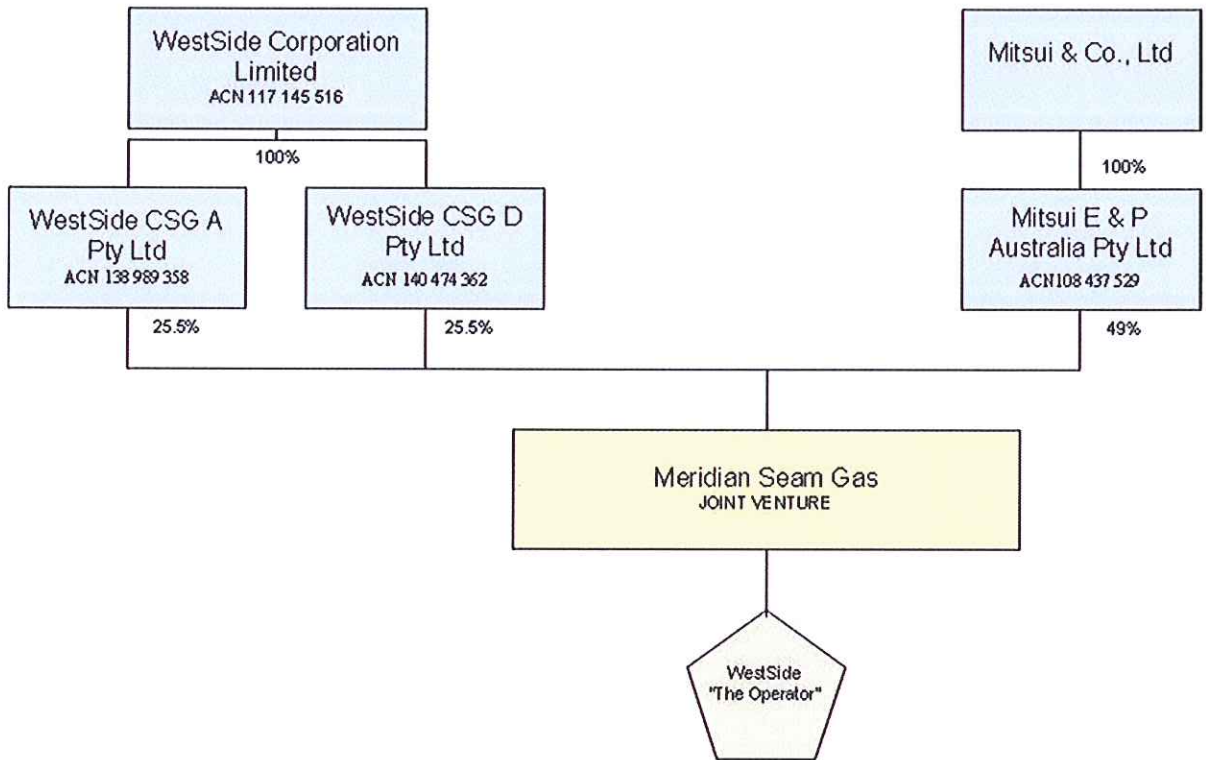 WestSide Corporation
Limited
ACN 117 145 516
Mitsui & Co., Ltd
100%
100%
WestSide CSG A
Pty Ltd
ACN 138 989 358
WestSide CSG D
Pty Ltd
ACN 140 474 362
Mitsui E & P
Australia Pty Ltd
ACN108 437 529
25.5%
25.5%
49%
Meridian Seam Gas
JOINT VENTURE
WestSide
"The Operator"